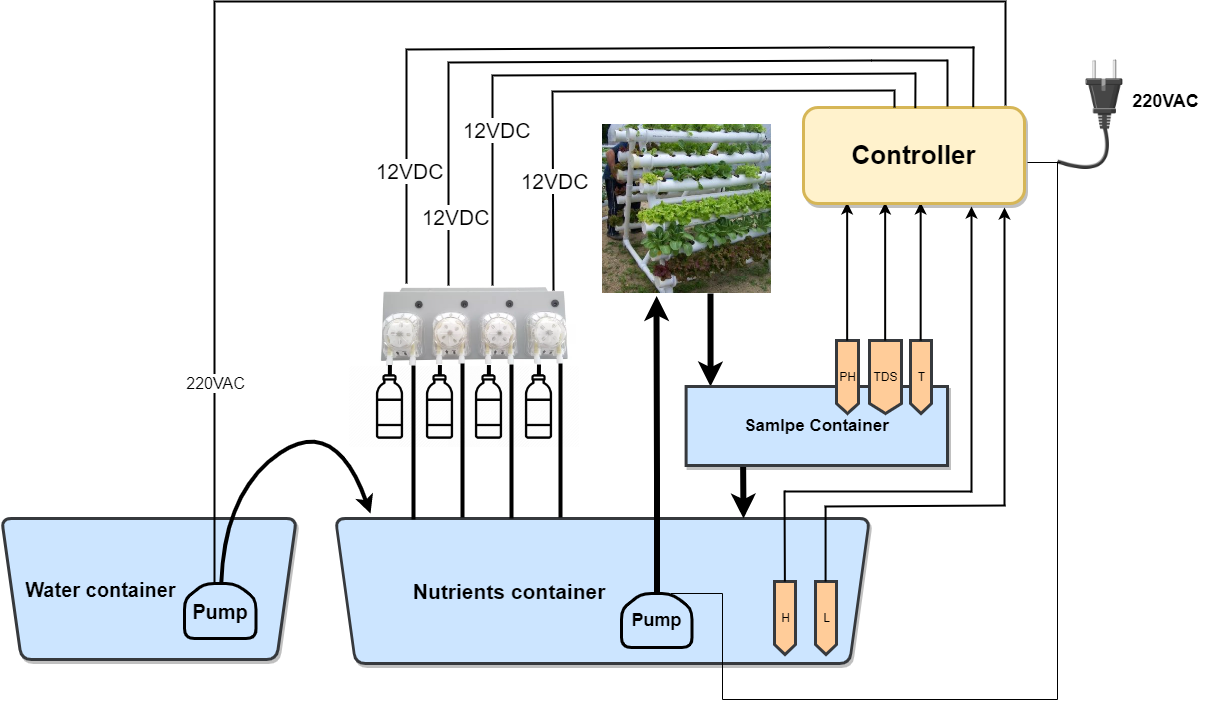 220VAC
Controller
12VDC
12VDC
12VDC
12VDC
220VAC
PH
TDS
T
Samlpe Container
Water container
Pump
Nutrients container
Pump
H
L